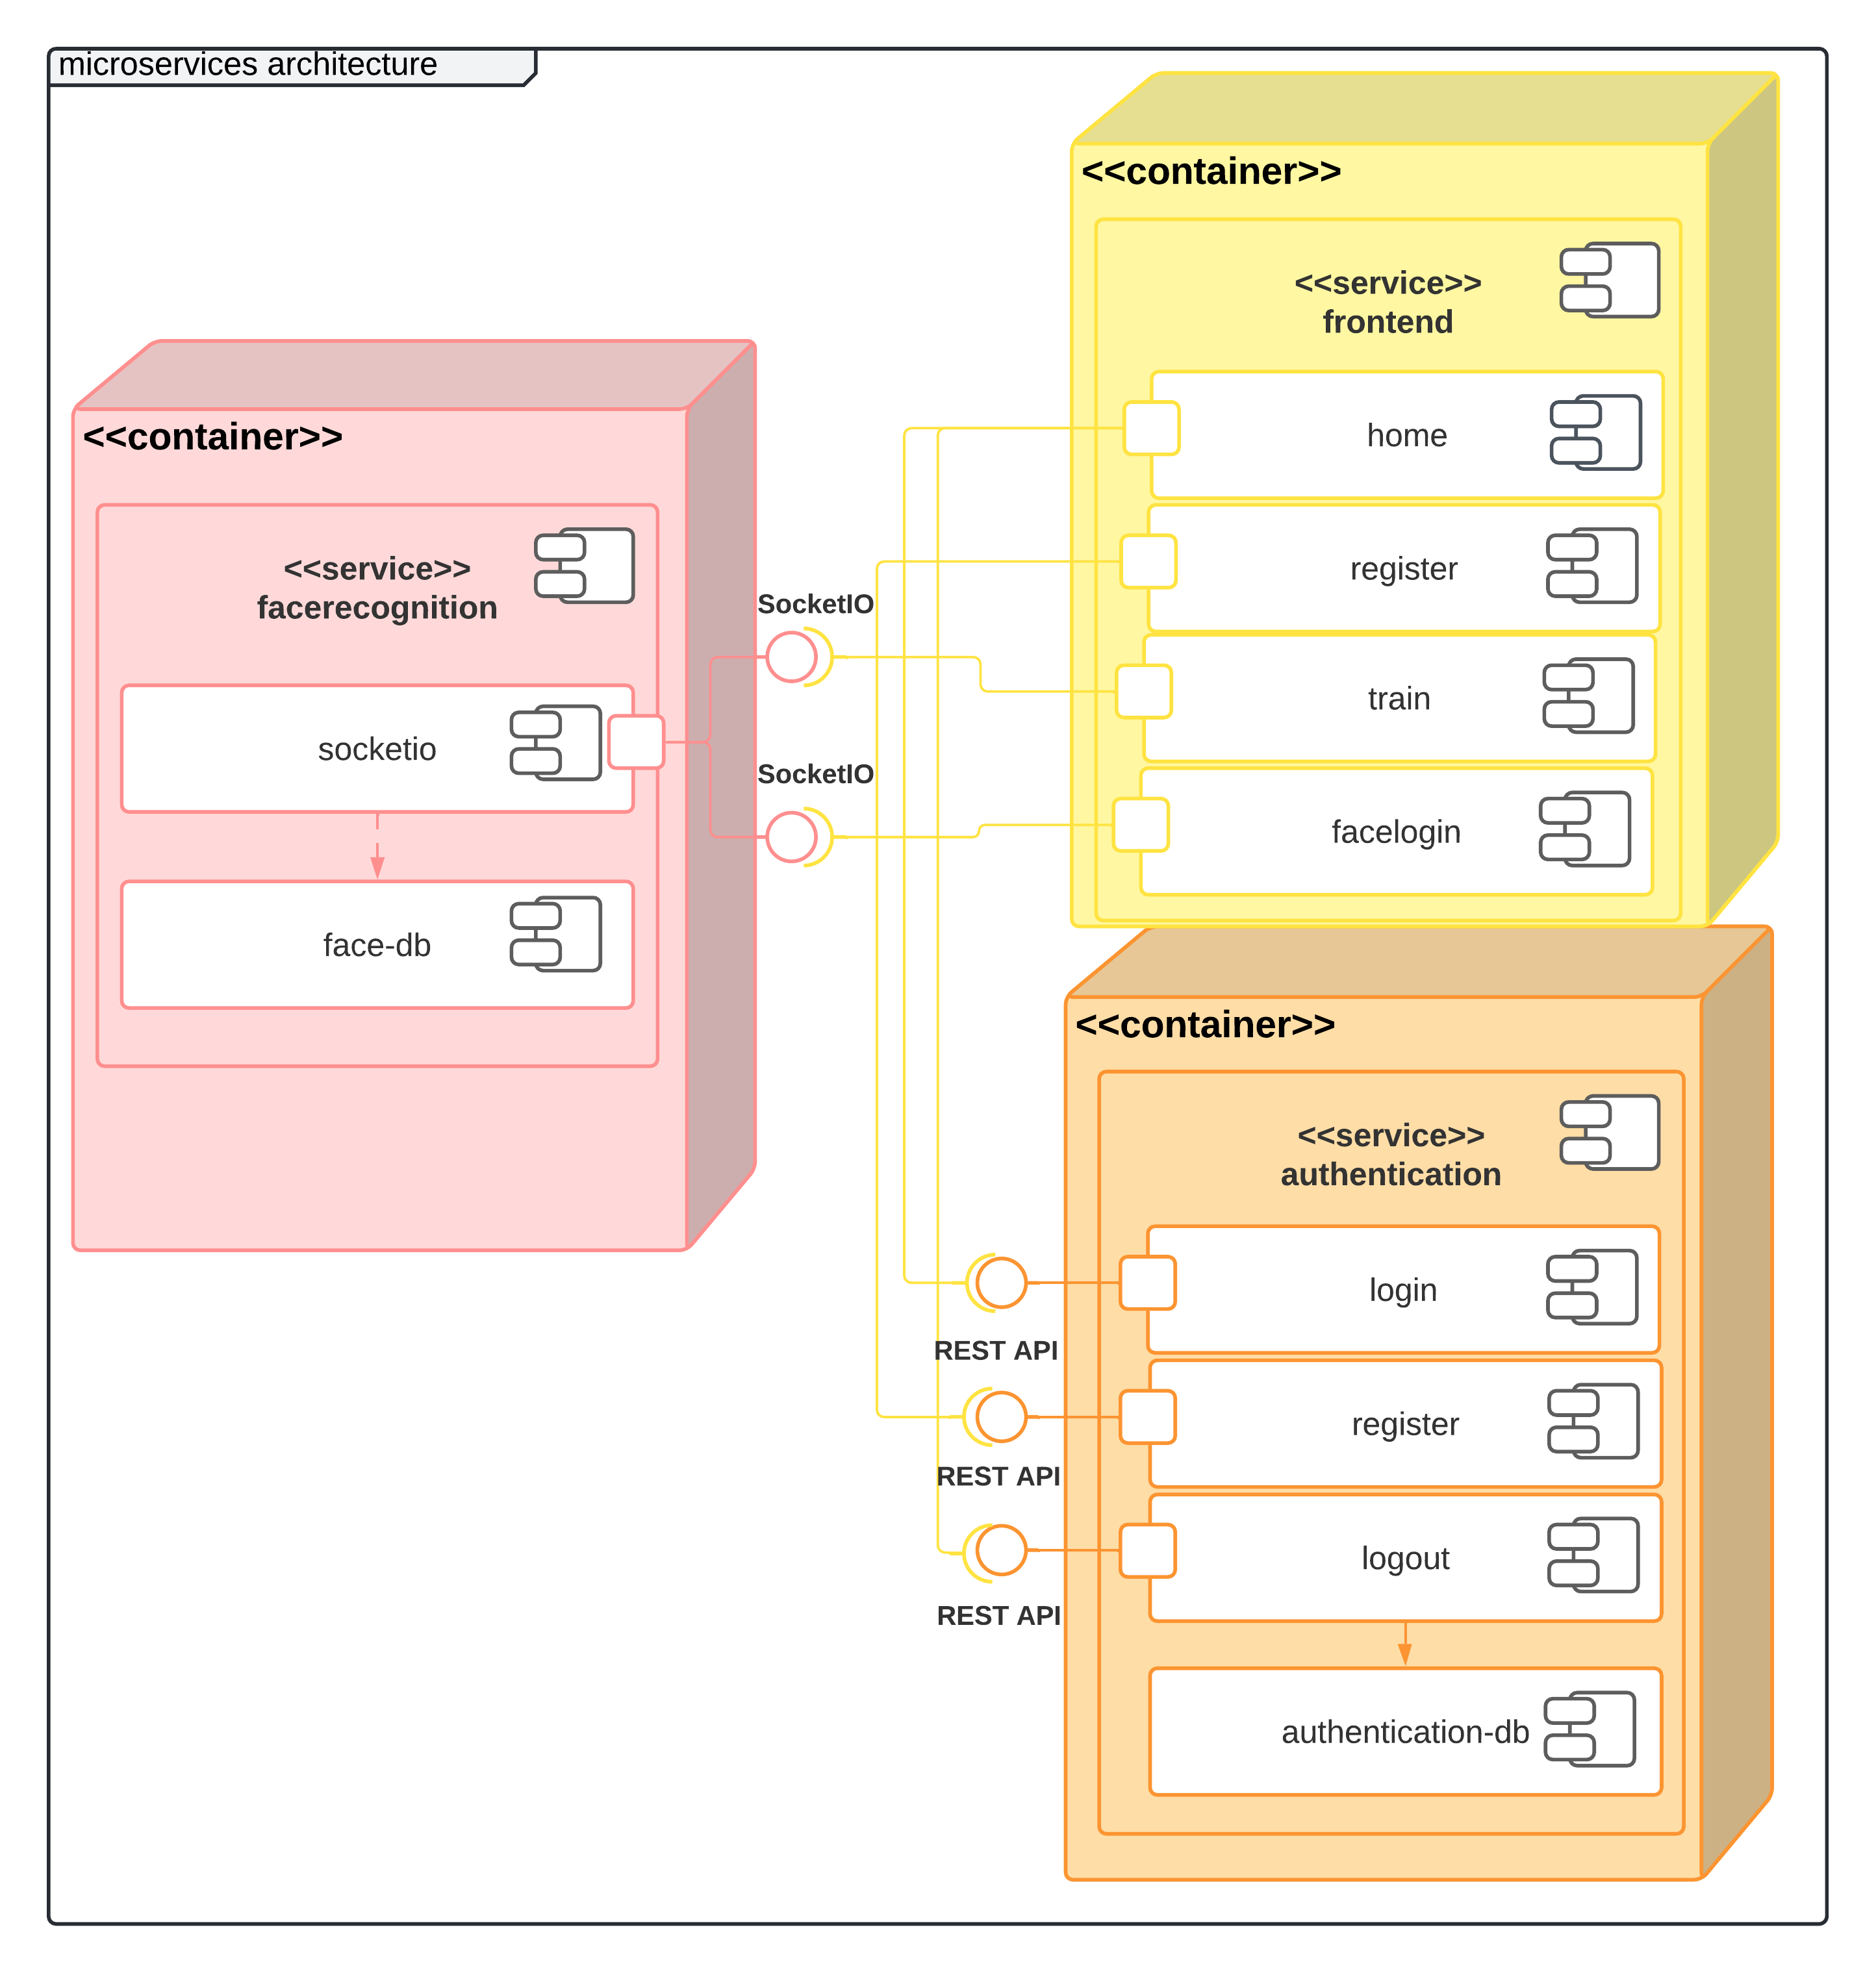 microservices architecture
<<container>>
<<service>>
frontend
home
register
train
facelogin
<<container>>
<<service>>
facerecognition
socketio
face-db
SocketIO
SocketIO
<<container>>
<<service>>
authentication
login
register
logout
authentication-db
REST API
REST API
REST API